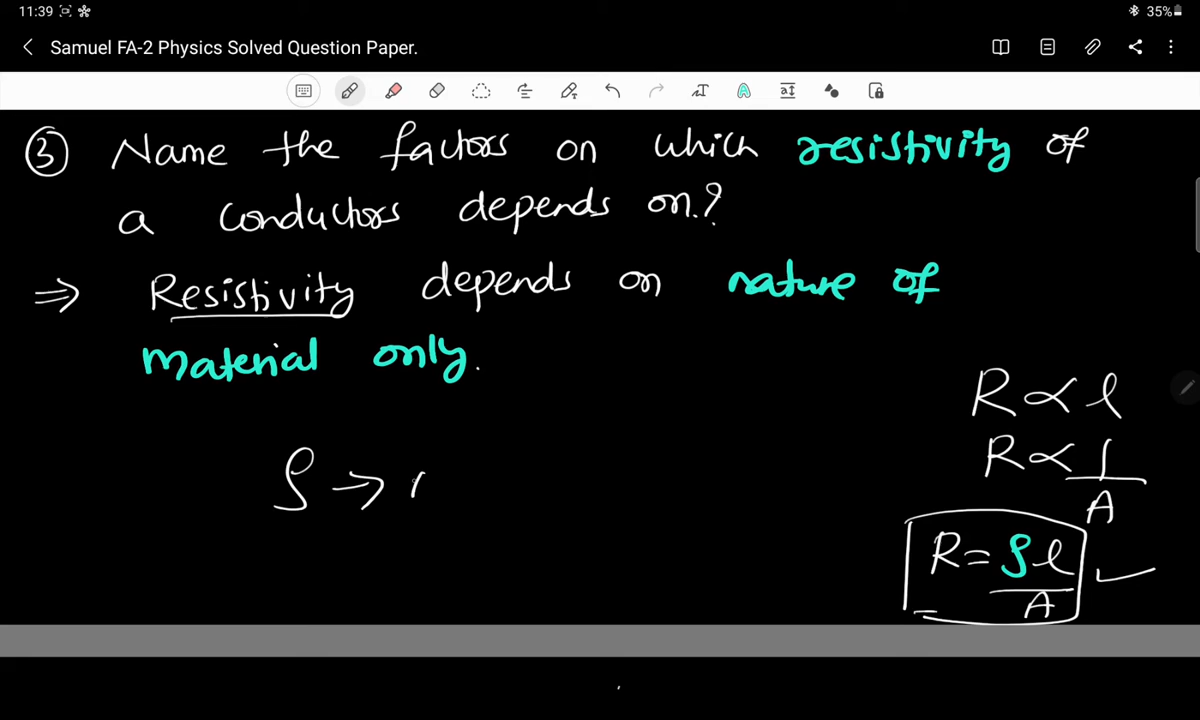 11:39
35%
Samuel FA-2 Physics Solved Question Paper.
③ Name the factors on which resistivity of
a conductors depends on.?
⇒ Resistivity depends on nature of
material only.
R ∝ l
R ∝ 1/A
ρ →
R = ρl/A ✓